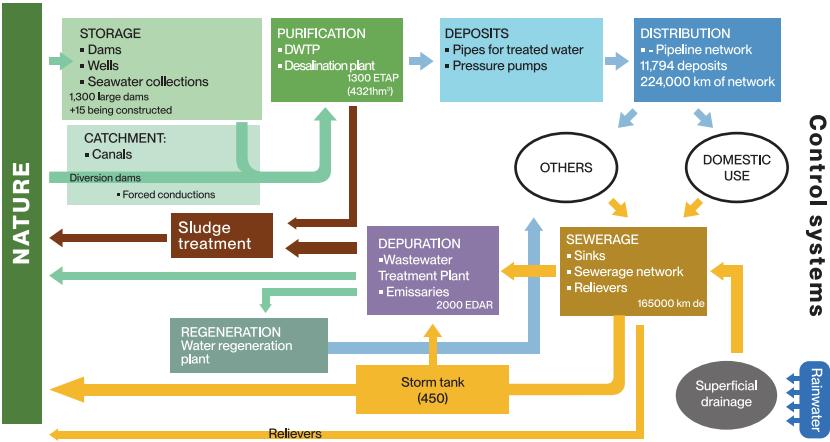 NATURE
STORAGE
▪ Dams
▪ Wells
▪ Seawater collections
1,300 large dams
+15 being constructed
CATCHMENT:
▪ Canals
Diversion dams
▪ Forced conductions
PURIFICATION
▪ DWTP
▪ Desalination plant
1300 ETAP
(4321hm³)
DEPOSITS
▪ Pipes for treated water
▪ Pressure pumps
DISTRIBUTION
▪ - Pipeline network
11,794 deposits
224,000 km of network
OTHERS
DOMESTIC
USE
Control systems
Sludge
treatment
DEPURATION
▪Wastewater
Treatment Plant
▪ Emissaries
2000 EDAR
SEWERAGE
▪ Sinks
▪ Sewerage network
▪ Relievers
165000 km de
REGENERATION
Water regeneration
plant
Storm tank
(450)
Superficial
drainage
Rainwater
Relievers